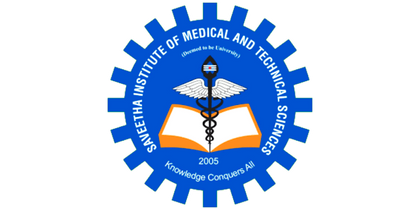 SAVEETHA INSTITUTE OF MEDICAL AND TECHNICAL SCIENCES
(Deemed to be University)
2005
Knowledge Conquers All